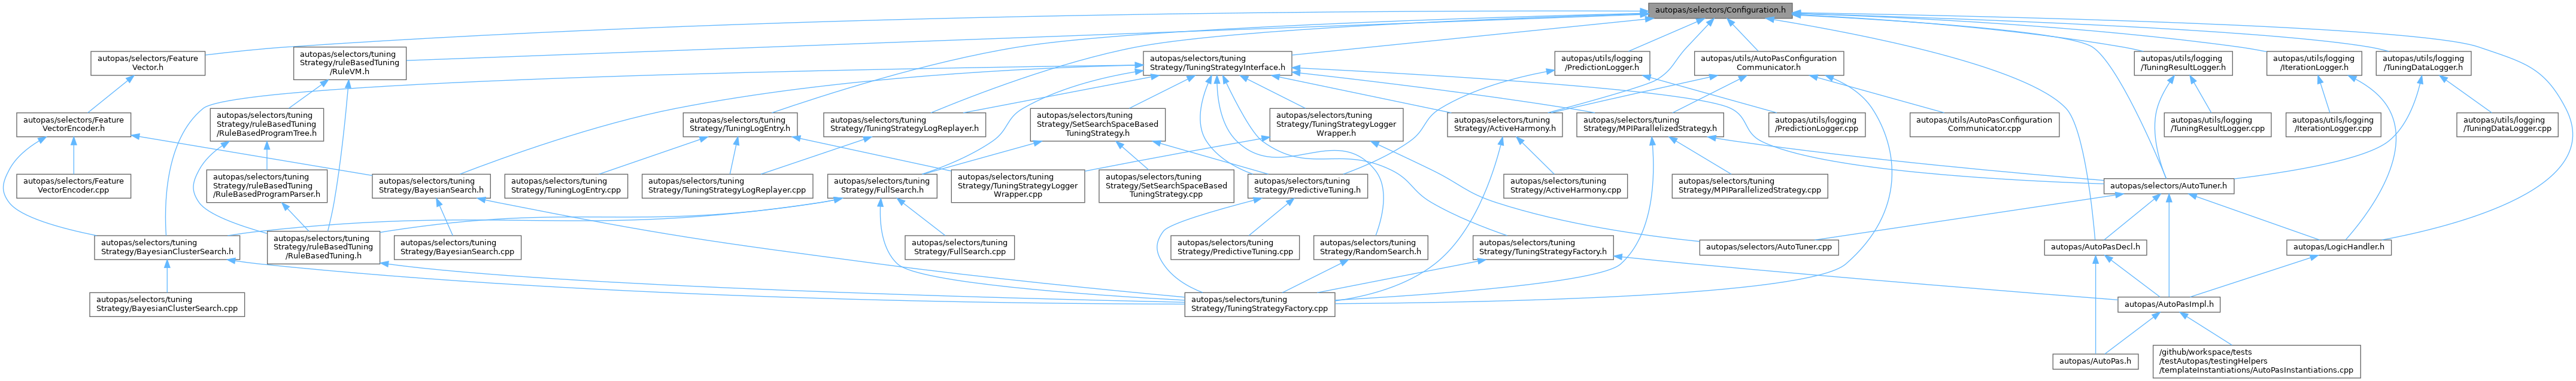 autopas/selectors/Configuration.h
autopas/selectors/Feature
Vector.h
autopas/selectors/tuning
Strategy/ruleBasedTuning
/RuleVM.h
autopas/selectors/tuning
Strategy/TuningStrategyInterface.h
autopas/utils/logging
/PredictionLogger.h
autopas/utils/AutoPasConfiguration
Communicator.h
autopas/utils/logging
/TuningResultLogger.h
autopas/utils/logging
/IterationLogger.h
autopas/utils/logging
/TuningDataLogger.h
autopas/selectors/Feature
VectorEncoder.h
autopas/selectors/tuning
Strategy/ruleBasedTuning
/RuleBasedProgramTree.h
autopas/selectors/tuning
Strategy/TuningLogEntry.h
autopas/selectors/tuning
Strategy/TuningStrategyLogReplayer.h
autopas/selectors/tuning
Strategy/SetSearchSpaceBased
TuningStrategy.h
autopas/selectors/tuning
Strategy/TuningStrategyLogger
Wrapper.h
autopas/selectors/tuning
Strategy/ActiveHarmony.h
autopas/selectors/tuning
Strategy/MPIParallelizedStrategy.h
autopas/utils/logging
/PredictionLogger.cpp
autopas/utils/AutoPasConfiguration
Communicator.cpp
autopas/utils/logging
/TuningResultLogger.cpp
autopas/utils/logging
/IterationLogger.cpp
autopas/utils/logging
/TuningDataLogger.cpp
autopas/selectors/Feature
VectorEncoder.cpp
autopas/selectors/tuning
Strategy/ruleBasedTuning
/RuleBasedProgramParser.h
autopas/selectors/tuning
Strategy/BayesianSearch.h
autopas/selectors/tuning
Strategy/TuningLogEntry.cpp
autopas/selectors/tuning
Strategy/TuningStrategyLogReplayer.cpp
autopas/selectors/tuning
Strategy/FullSearch.h
autopas/selectors/tuning
Strategy/TuningStrategyLogger
Wrapper.cpp
autopas/selectors/tuning
Strategy/SetSearchSpaceBased
TuningStrategy.cpp
autopas/selectors/tuning
Strategy/PredictiveTuning.h
autopas/selectors/tuning
Strategy/ActiveHarmony.cpp
autopas/selectors/tuning
Strategy/MPIParallelizedStrategy.cpp
autopas/selectors/AutoTuner.h
autopas/selectors/tuning
Strategy/BayesianClusterSearch.h
autopas/selectors/tuning
Strategy/ruleBasedTuning
/RuleBasedTuning.h
autopas/selectors/tuning
Strategy/BayesianSearch.cpp
autopas/selectors/tuning
Strategy/FullSearch.cpp
autopas/selectors/tuning
Strategy/PredictiveTuning.cpp
autopas/selectors/tuning
Strategy/RandomSearch.h
autopas/selectors/tuning
Strategy/TuningStrategyFactory.h
autopas/selectors/AutoTuner.cpp
autopas/AutoPasDecl.h
autopas/LogicHandler.h
autopas/selectors/tuning
Strategy/BayesianClusterSearch.cpp
autopas/selectors/tuning
Strategy/TuningStrategyFactory.cpp
autopas/AutoPasImpl.h
autopas/AutoPas.h
/github/workspace/tests
/testAutopas/testingHelpers
/templateInstantiations/AutoPasInstantiations.cpp